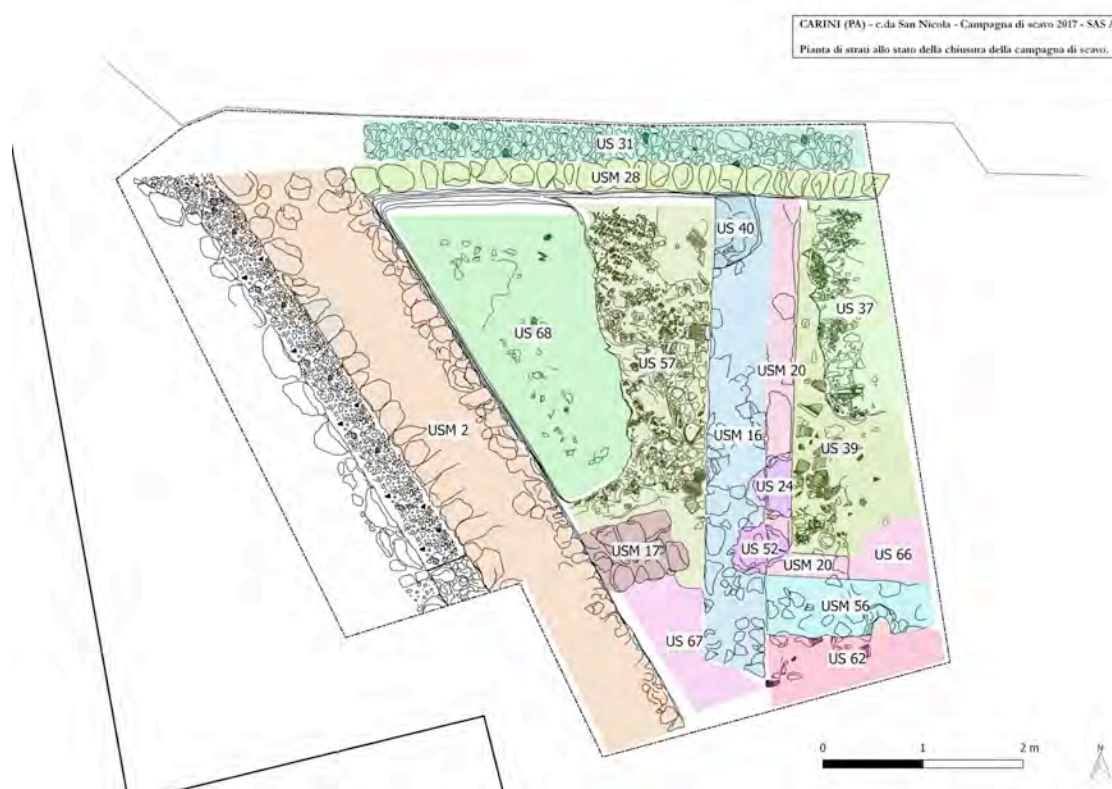 CARINI (PA) - c.da San Nicola - Campagna di scavo 2017 - SAS A
Pianta di strati allo stato della chiusura della campagna di scavo.
US 31
USM 28
US 40
US 37
US 68
US 57
USM 20
USM 2
USM 16
US 39
US 24
USM 17
US 52
US 66
USM 20
USM 56
US 67
US 62
0 1 2 m
N